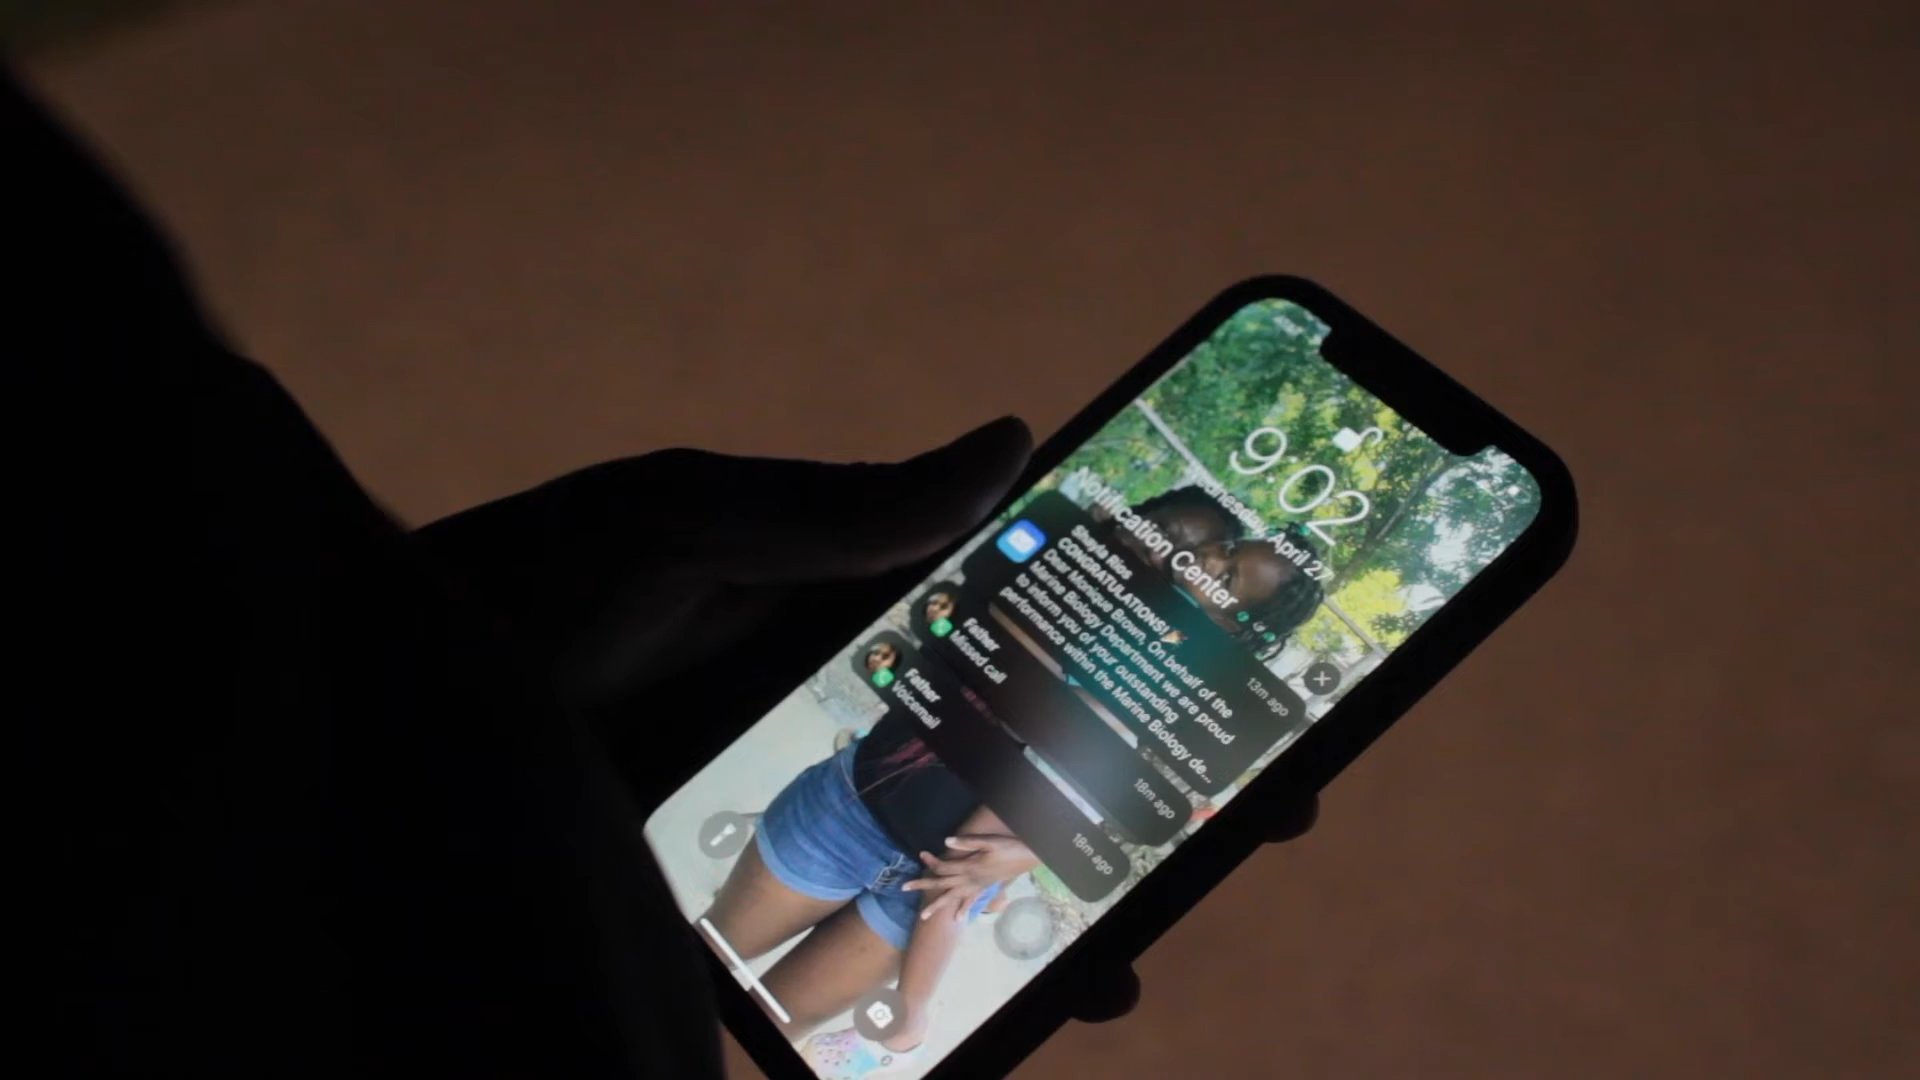 9:02
Wednesday, April 27
Notification Center
Shayla Rios
13m ago
CONGRATULATIONS!🎉
Dear Monique Brown, On behalf of the
Marine Biology Department we are proud
to inform you of your outstanding
performance within the Marine Biology de...
Father
18m ago
Missed call
Father
18m ago
Voicemail